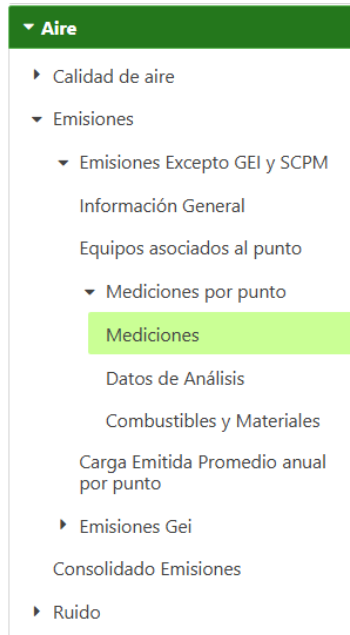 Aire
Calidad de aire
Emisiones
Emisiones Excepto GEI y SCPM
Información General
Equipos asociados al punto
Mediciones por punto
Mediciones
Datos de Análisis
Combustibles y Materiales
Carga Emitida Promedio anual
por punto
Emisiones Gei
Consolidado Emisiones
Ruido